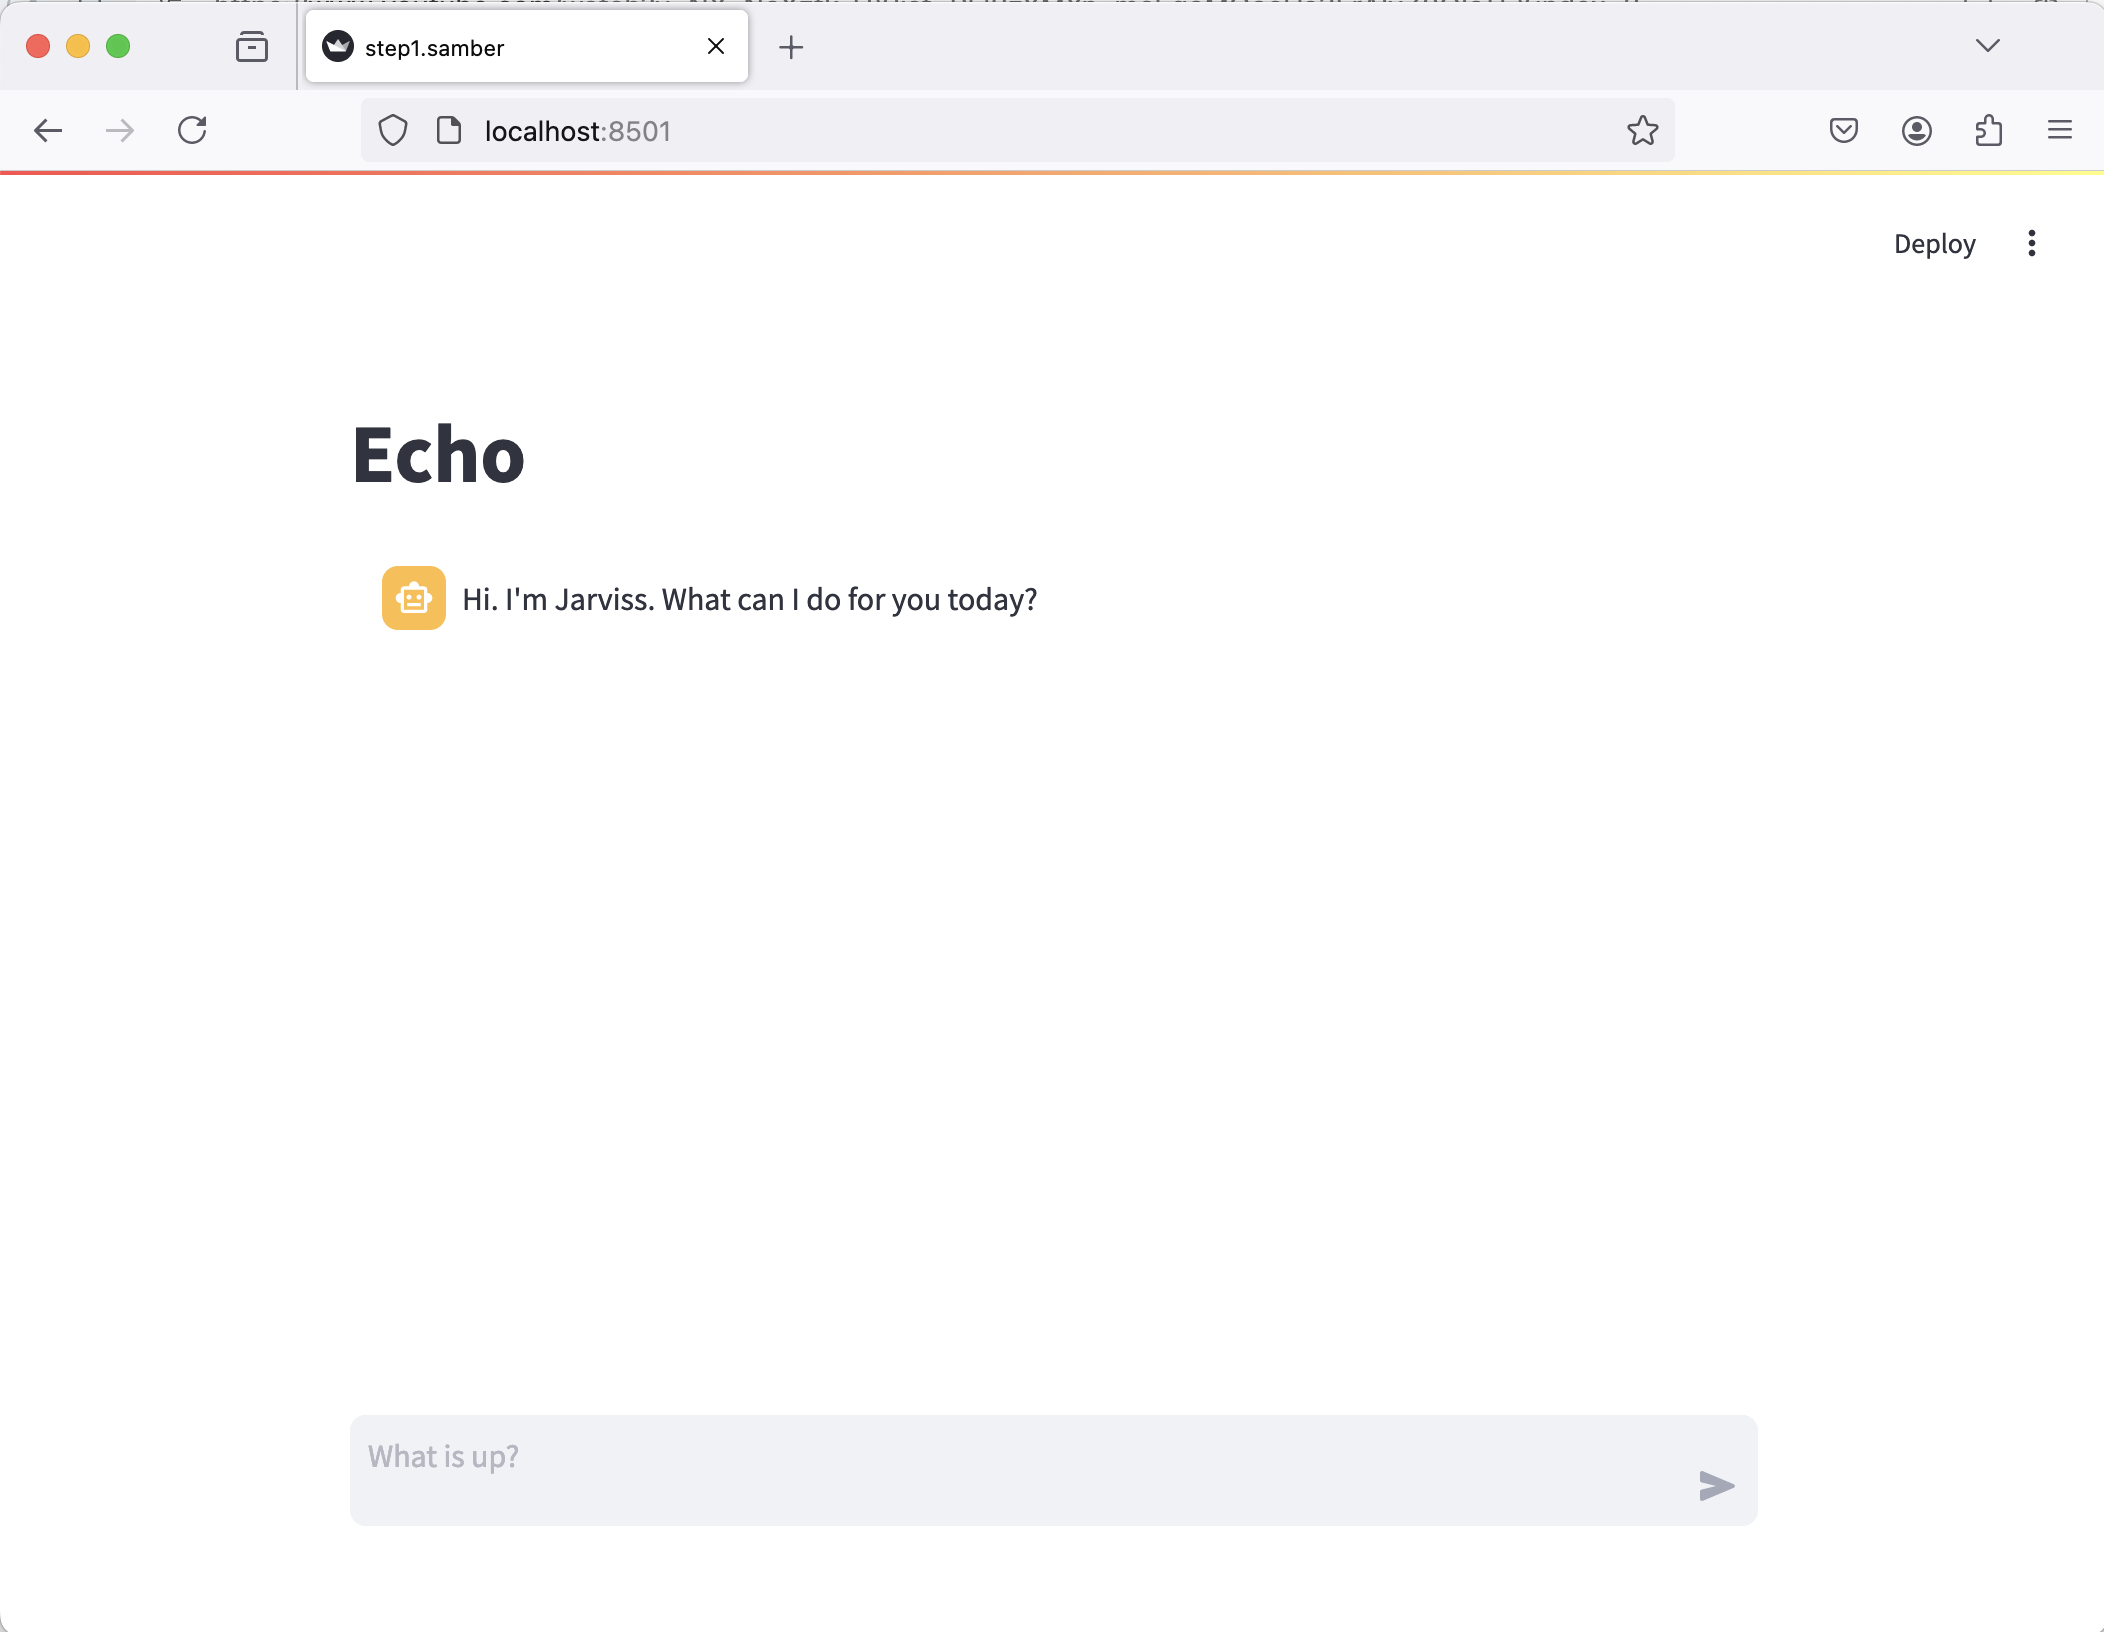 step1.samber
localhost:8501
Deploy
Echo
Hi. I'm Jarviss. What can I do for you today?
What is up?